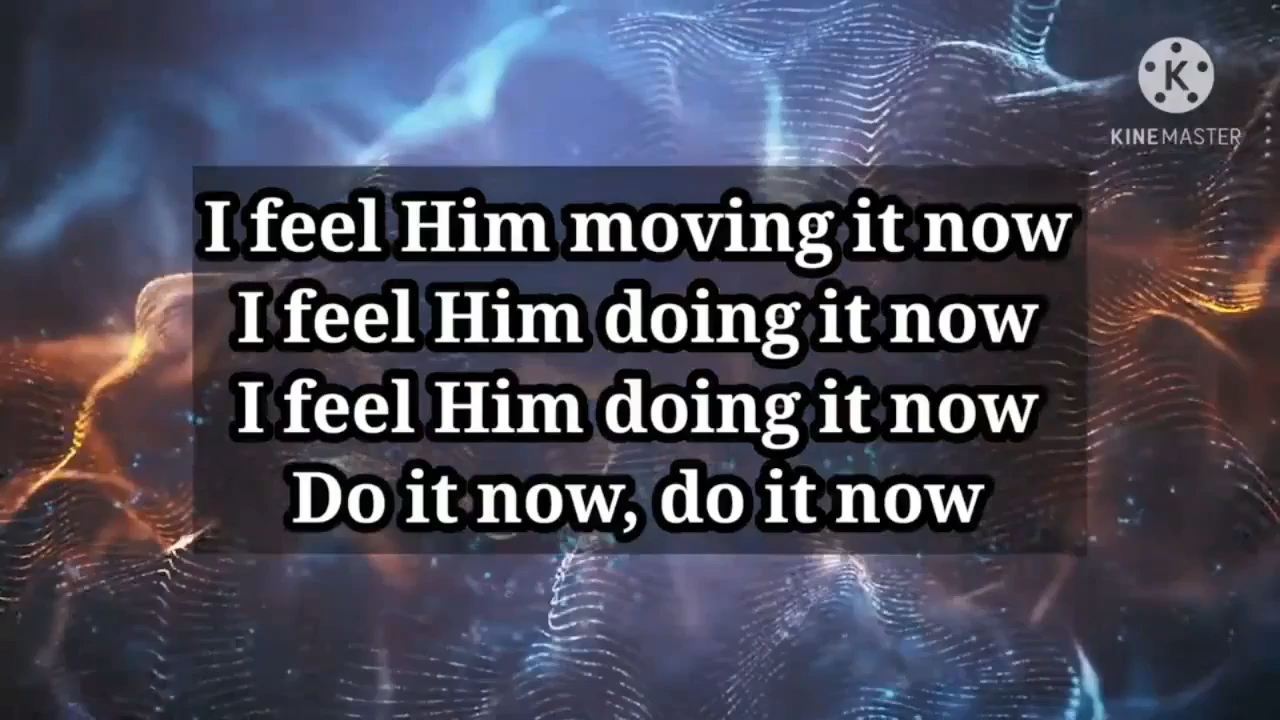 K
KINEMASTER
I feel Him moving it now
I feel Him doing it now
I feel Him doing it now
Do it now, do it now